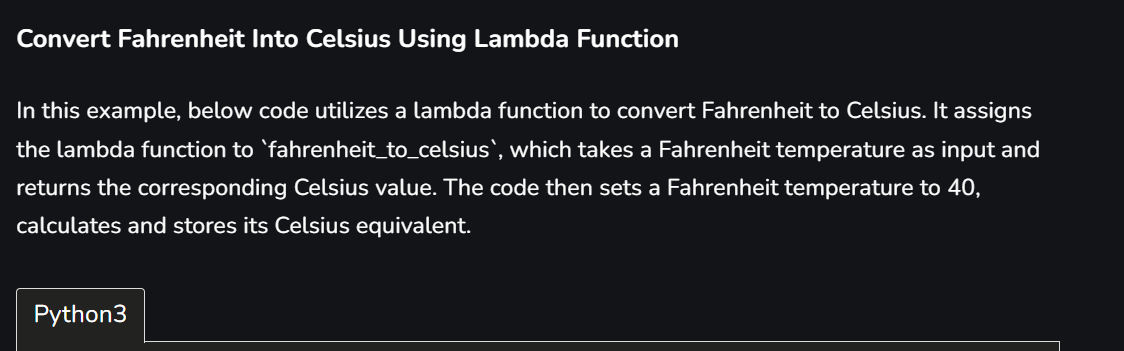 Convert Fahrenheit Into Celsius Using Lambda Function
In this example, below code utilizes a lambda function to convert Fahrenheit to Celsius. It assigns
the lambda function to `fahrenheit_to_celsius`, which takes a Fahrenheit temperature as input and
returns the corresponding Celsius value. The code then sets a Fahrenheit temperature to 40,
calculates and stores its Celsius equivalent.
Python3